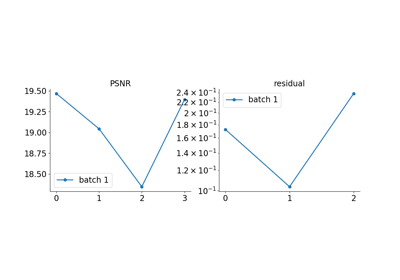 PSNR
19.50
19.25
19.00
18.75
18.50
batch 1
0 1 2 3
residual
2.4 × 10⁻¹
2.2 × 10⁻¹
2 × 10⁻¹
1.8 × 10⁻¹
1.6 × 10⁻¹
1.4 × 10⁻¹
1.2 × 10⁻¹
10⁻¹
batch 1
0 1 2